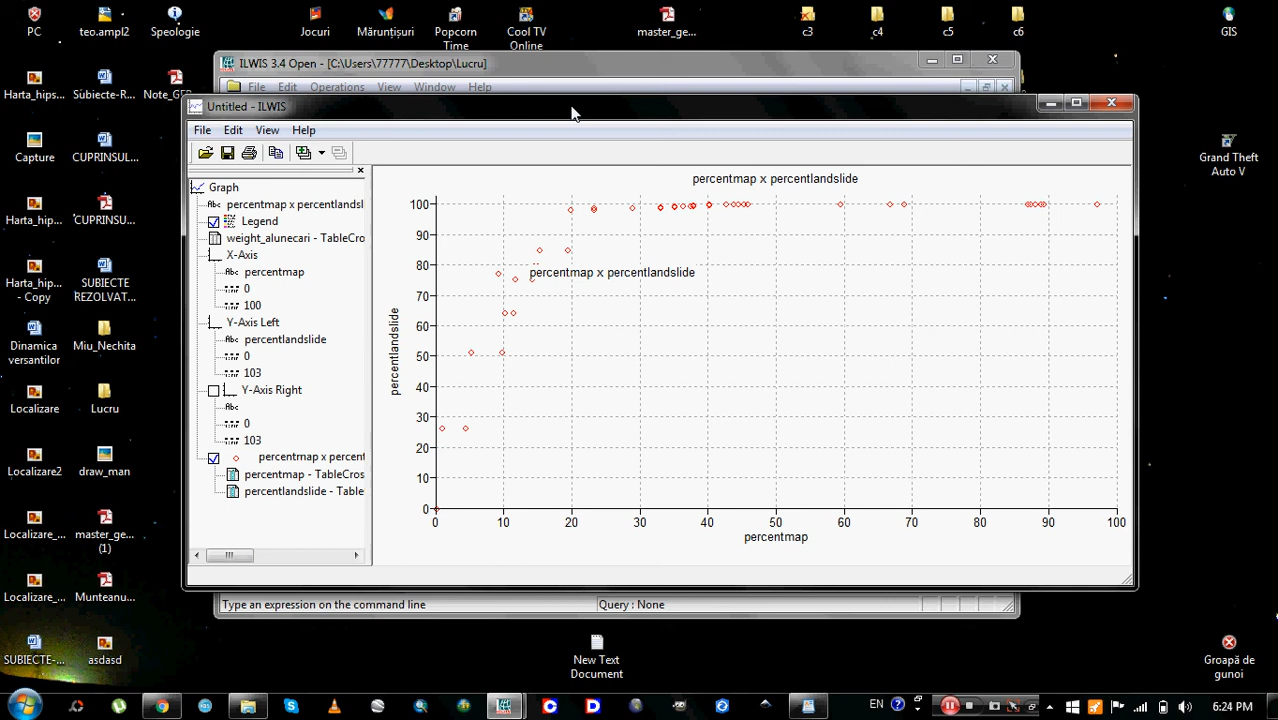 PC
teo.ampl2
Speologie
Jocuri
Mărunțișuri
Popcorn
Time
Cool TV
Online
master_ge...
c3
c4
c5
c6
GIS
ILWIS 3.4 Open - [C:\Users\77777\Desktop\Lucru]
File Edit Operations View Window Help
Untitled - ILWIS
File Edit View Help
Harta_hips...
Subiecte-R...
Note_GEP...
Capture
CUPRINSUL...
Harta_hip...
CUPRINSU...
Harta_hip...
- Copy
SUBIECTE
REZOLVAT...
Dinamica
versantilor
Miu_Nechita
Localizare
Lucru
Localizare2
draw_man
Localizare_...
master_ge...
(1)
Localize_...
Munteanu...
SUBIECTE-...
asdasd
Grand Theft
Auto V
Graph
percentmap x percentlandsl
Legend
weight_alunecari - TableCro
X-Axis
percentmap
0
100
Y-Axis Left
percentlandslide
0
103
Y-Axis Right
0
103
percentmap x percent
percentmap - TableCros
percentlandslide - Table
percentmap x percentlandslide
percentmap x percentlandslide
percentlandslide
100
90
80
70
60
50
40
30
20
10
0
0 10 20 30 40 50 60 70 80 90 100
percentmap
Type an expression on the command line
Query : None
New Text
Document
Groapă de
gunoi
EN
6:24 PM